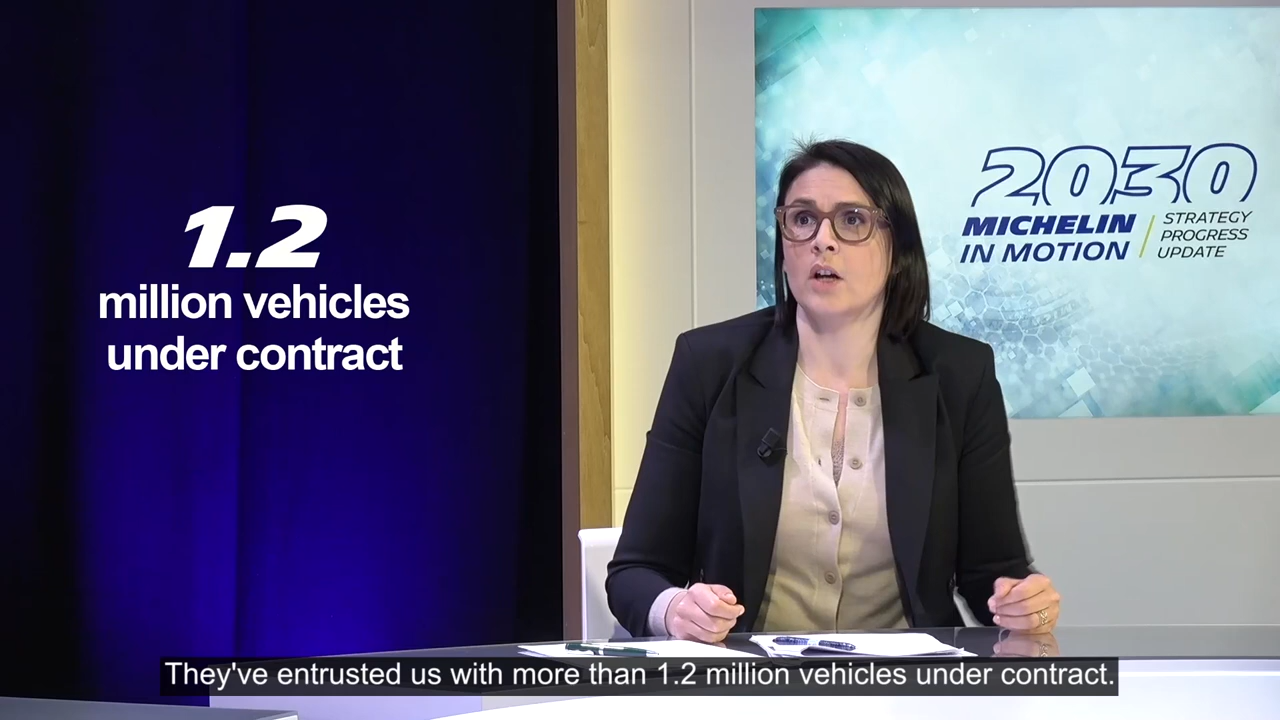 1.2
million vehicles
under contract
2030
MICHELIN
IN MOTION
STRATEGY
PROGRESS
UPDATE
They've entrusted us with more than 1.2 million vehicles under contract.